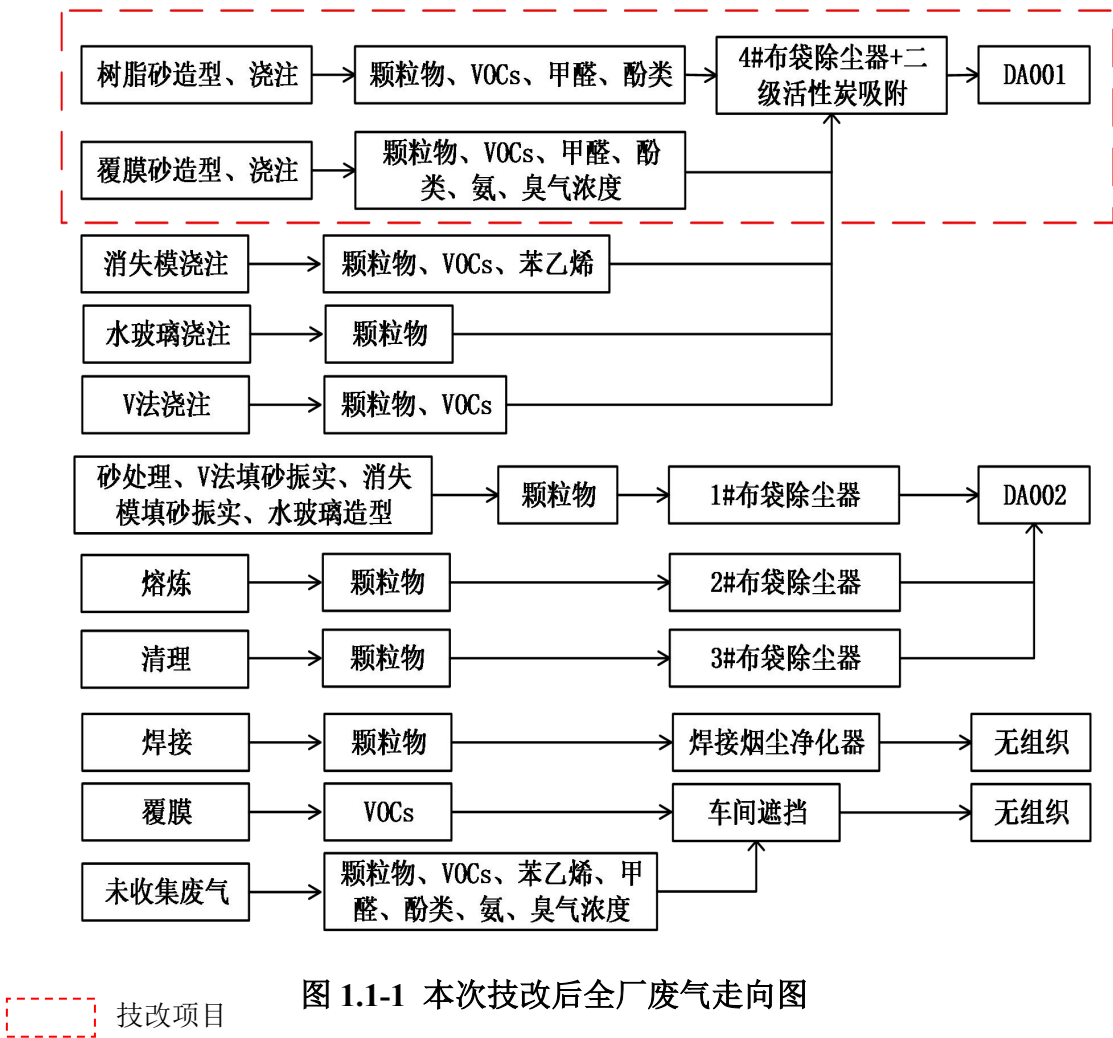 树脂砂造型、浇注
颗粒物、VOCs、甲醛、酚类
4#布袋除尘器+二
级活性炭吸附
DA001
覆膜砂造型、浇注
颗粒物、VOCs、甲醛、酚
类、氨、臭气浓度
消失模浇注
颗粒物、VOCs、苯乙烯
水玻璃浇注
颗粒物
V法浇注
颗粒物、VOCs
砂处理、V法填砂振实、消失
模填砂振实、水玻璃造型
颗粒物
1#布袋除尘器
DA002
熔炼
颗粒物
2#布袋除尘器
清理
颗粒物
3#布袋除尘器
焊接
颗粒物
焊接烟尘净化器
无组织
覆膜
VOCs
车间遮挡
无组织
未收集废气
颗粒物、VOCs、苯乙烯、甲
醛、酚类、氨、臭气浓度
图 1.1-1 本次技改后全厂废气走向图
技改项目